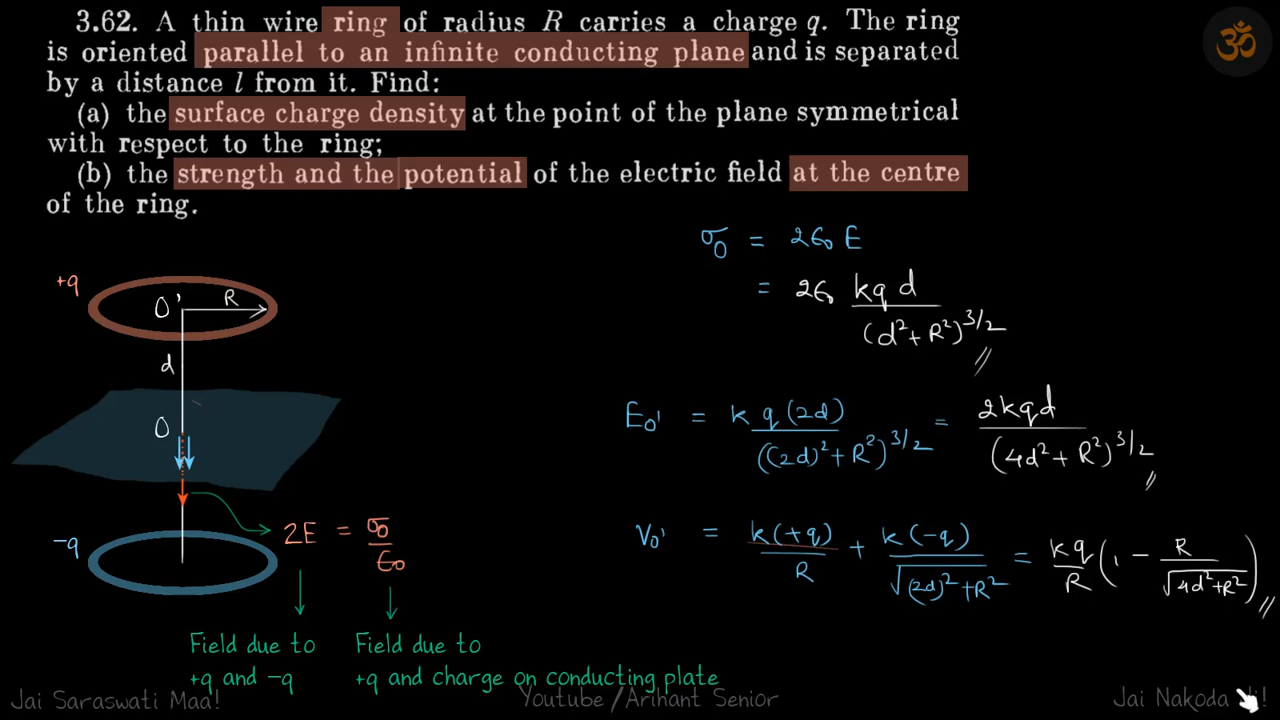 3.62. A thin wire ring of radius R carries a charge q. The ring
is oriented parallel to an infinite conducting plane and is separated
by a distance l from it. Find:
(a) the surface charge density at the point of the plane symmetrical
with respect to the ring;
(b) the strength and the potential of the electric field at the centre
of the ring.
ॐ
σ₀ = 2ε₀ E
= 2ε₀ kqd / (d² + R²)^3/2
+q
O'
R
d
O
-q
2E = σ₀ / ε₀
E₀' = k q (2d) / ((2d)² + R²)^3/2 = 2kqd / (4d² + R²)^3/2
V₀' = k(+q) / R + k(-q) / √(2d)² + R² = kq / R (1 - R / √4d² + R²)
Field due to
+q and -q
Field due to
+q and charge on conducting plate
Jai Saraswati Maa!
Youtube / Arihant Senior
Jai Nakoda Ji!